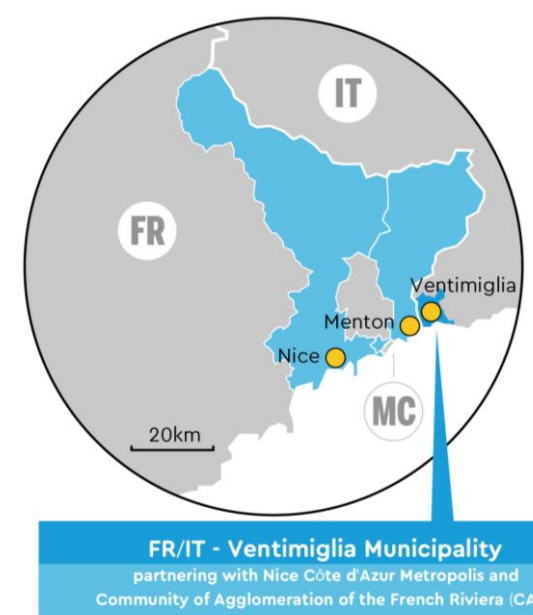 IT
FR
Ventimiglia
Menton
Nice
MC
20km
FR/IT - Ventimiglia Municipality
partnering with Nice Côte d'Azur Metropolis and
Community of Agglomeration of the French Riviera (CA